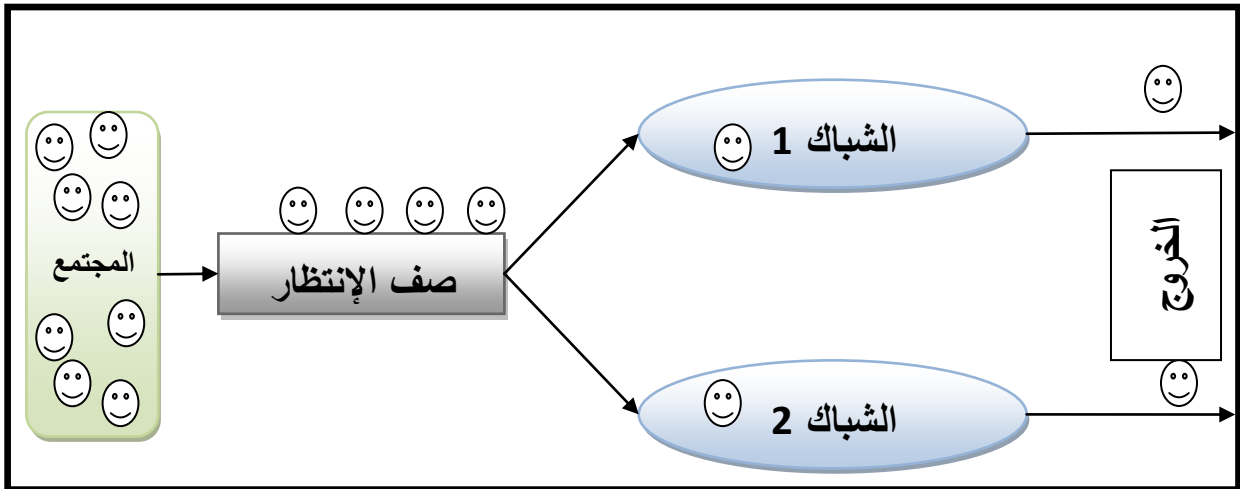 المجتمع
صف الإنتظار
الشباك 1
الشباك 2
الخروج